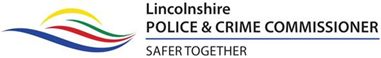 Lincolnshire
POLICE & CRIME COMMISSIONER
SAFER TOGETHER